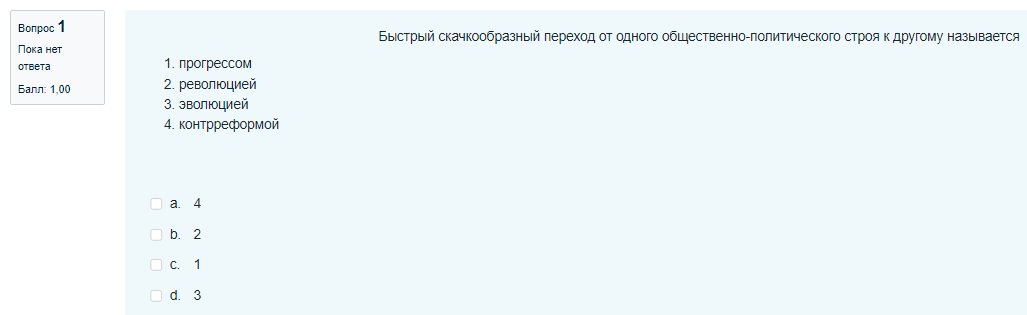 Вопрос 1
Пока нет
ответа
Балл: 1,00
Быстрый скачкообразный переход от одного общественно-политического строя к другому называется
1. прогрессом
2. революцией
3. эволюцией
4. контрреформой
a. 4
b. 2
c. 1
d. 3